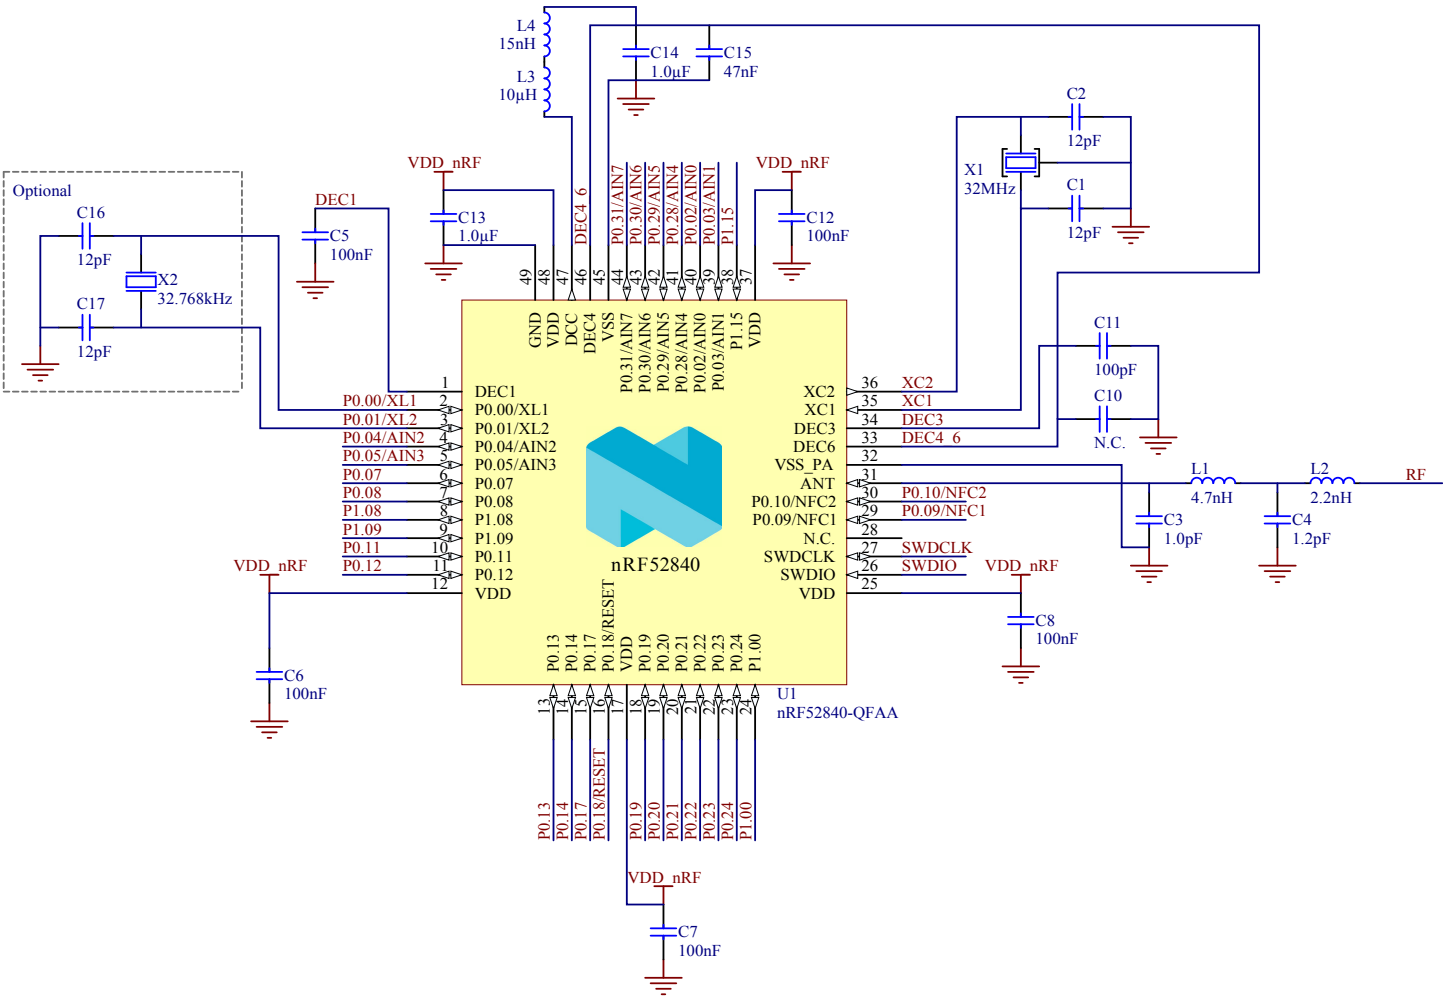 L4
15nH
L3
10µH
C14
1.0µF
C15
47nF
C2
12pF
X1
32MHz
C1
12pF
Optional
C16
12pF
X2
32.768kHz
C17
12pF
DEC1
C5
100nF
VDD_nRF
C13
1.0µF
DEC4_6
P0.31/AIN7
P0.30/AIN6
P0.29/AIN5
P0.28/AIN4
P0.02/AIN0
P0.03/AIN1
P1.15
VDD_nRF
C12
100nF
49
48
47
46
45
44
43
42
41
40
39
38
37
GND
VDD
DCC
DEC4
VSS
P0.31/AIN7
P0.30/AIN6
P0.29/AIN5
P0.28/AIN4
P0.02/AIN0
P0.03/AIN1
P1.15
VDD
1 DEC1
P0.00/XL1 2 P0.00/XL1
P0.01/XL2 3 P0.01/XL2
P0.04/AIN2 4 P0.04/AIN2
P0.05/AIN3 5 P0.05/AIN3
P0.07 6 P0.07
P0.08 7 P0.08
P1.08 8 P1.08
P1.09 9 P1.09
P0.11 10 P0.11
P0.12 11 P0.12
12 VDD
VDD_nRF
C6
100nF
nRF52840
XC2 36 XC2
XC1 35 XC1
DEC3 34 DEC3
DEC6 33 DEC4_6
VSS_PA 32
ANT 31
P0.10/NFC2 30 P0.10/NFC2
P0.09/NFC1 29 P0.09/NFC1
N.C. 28
SWDCLK 27 SWDCLK
SWDIO 26 SWDIO
VDD 25
C11
100pF
C10
N.C.
L1
4.7nH
L2
2.2nH
RF
C3
1.0pF
C4
1.2pF
VDD_nRF
C8
100nF
P0.13
P0.14
P0.17
P0.18/RESET
VDD
P0.19
P0.20
P0.21
P0.22
P0.23
P0.24
P1.00
U1
nRF52840-QFAA
13
14
15
16
17
18
19
20
21
22
23
24
P0.13
P0.14
P0.17
P0.18/RESET
P0.19
P0.20
P0.21
P0.22
P0.23
P0.24
P1.00
VDD_nRF
C7
100nF